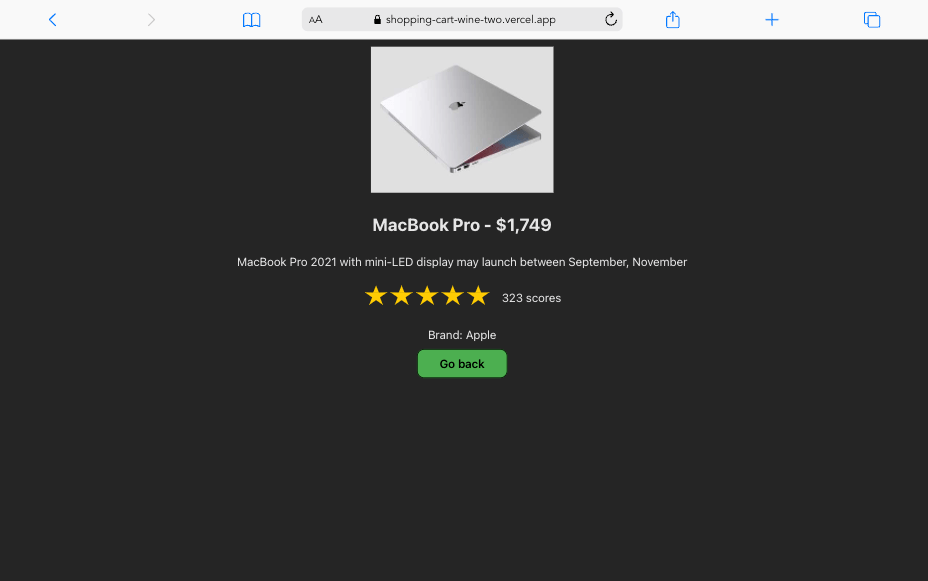 AA shopping-cart-wine-two.vercel.app
MacBook Pro - $1,749
MacBook Pro 2021 with mini-LED display may launch between September, November
323 scores
Brand: Apple
Go back